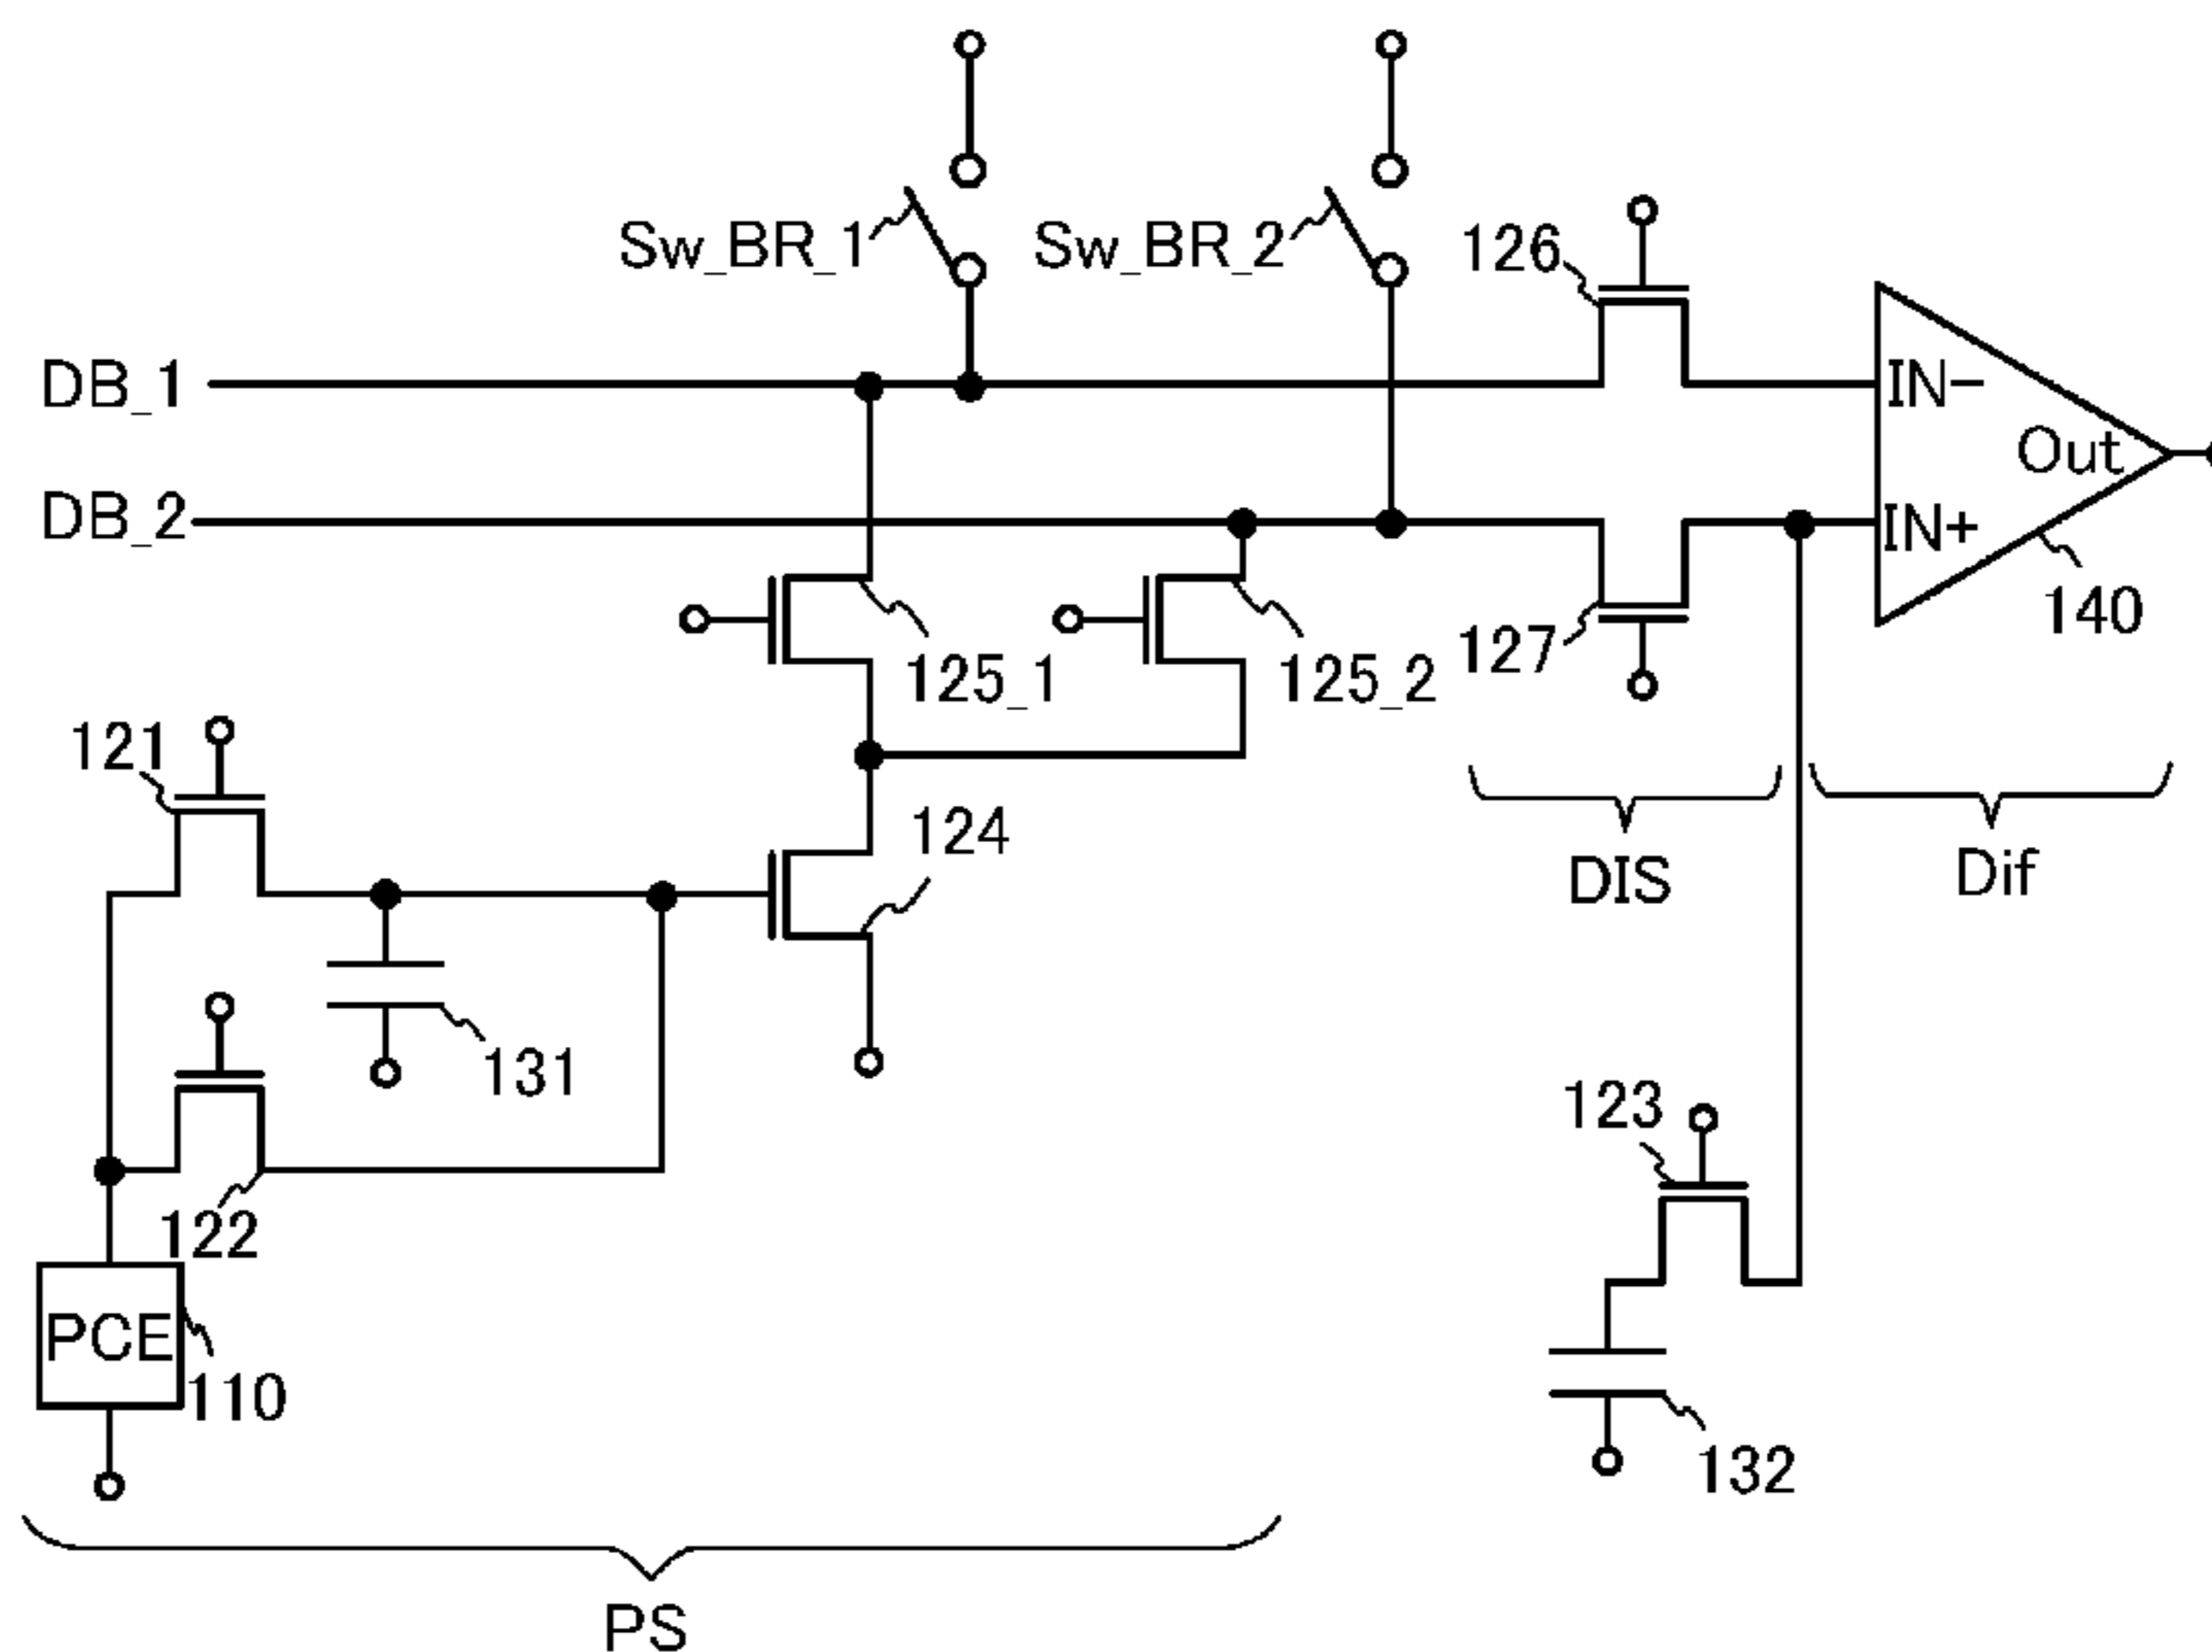 Sw_BR_1
Sw_BR_2
126
DB_1
IN-
Out
DB_2
IN+
140
127
125_1
125_2
121
124
DIS
Dif
131
123
122
PCE
110
132
PS